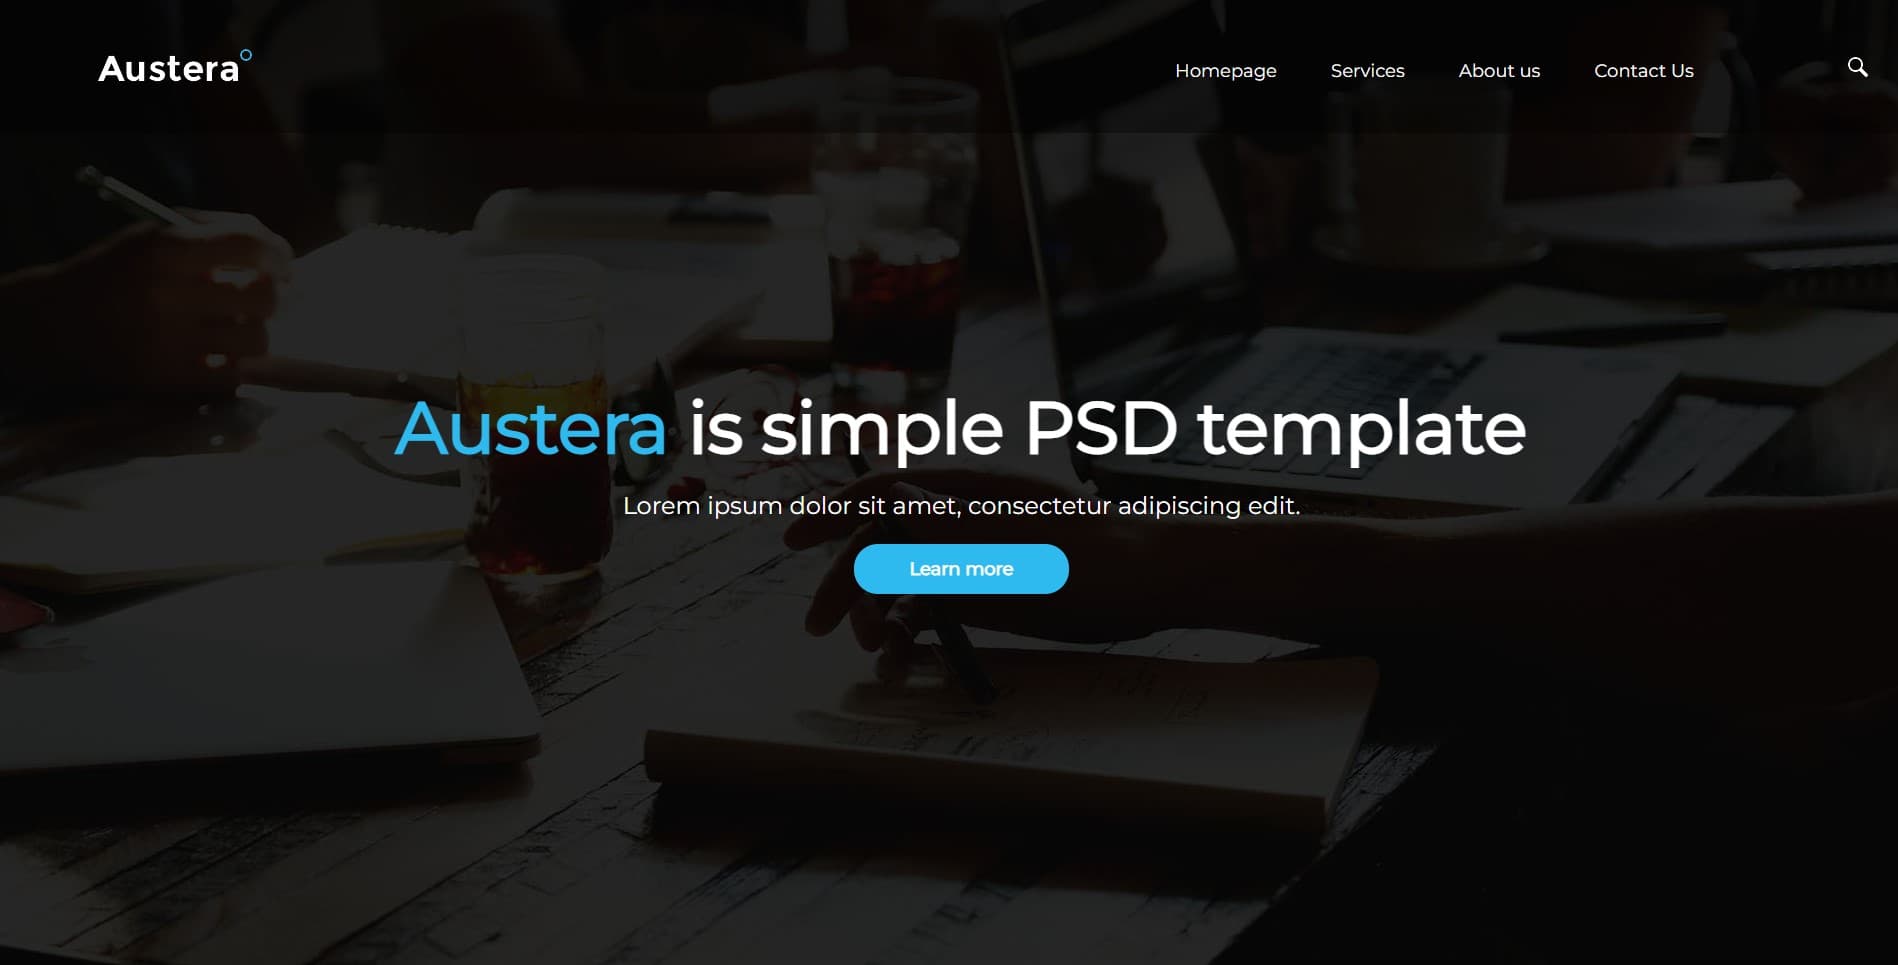 Austera
Homepage Services About us Contact Us
Austera is simple PSD template
Lorem ipsum dolor sit amet, consectetur adipiscing edit.
Learn more